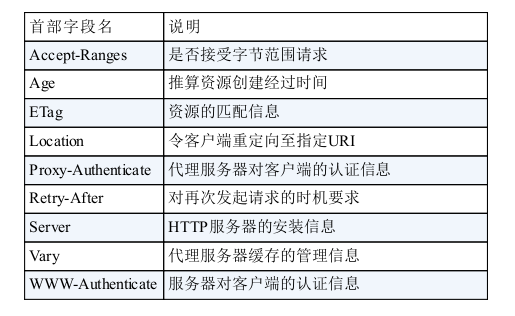 首部字段名 说明
Accept-Ranges 是否接受字节范围请求
Age 推算资源创建经过时间
ETag 资源的匹配信息
Location 令客户端重定向至指定URI
Proxy-Authenticate 代理服务器对客户端的认证信息
Retry-After 对再次发起请求的时机要求
Server HTTP服务器的安装信息
Vary 代理服务器缓存的管理信息
WWW-Authenticate 服务器对客户端的认证信息